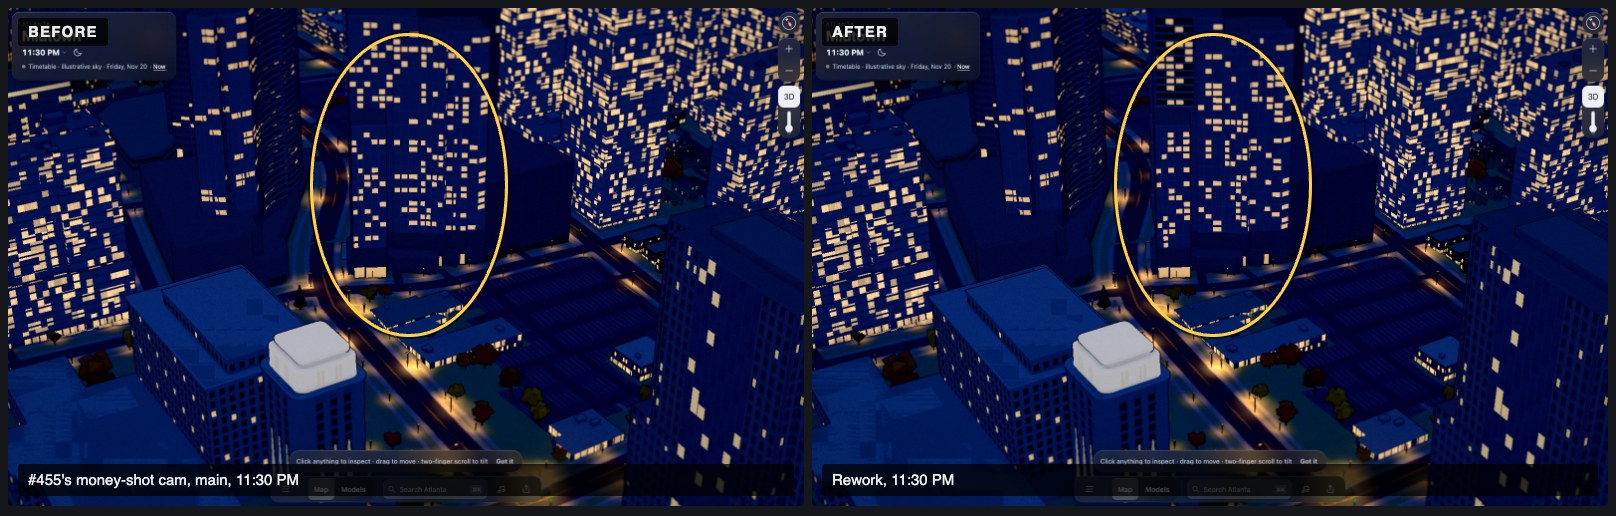 BEFORE
Midtown
11:30 PM
Timetable · Illustrative sky · Friday, Nov 20 · Now
3D
Click anything to inspect · drag to move · two-finger scroll to tilt Got it
#455's money-shot cam, main, 11:30 PM
Map Models Search Atlanta ⌘K
AFTER
11:30 PM
Timetable · Illustrative sky · Friday, Nov 20 · Now
3D
Click anything to inspect · drag to move · two-finger scroll to tilt Got it
Rework, 11:30 PM
Map Models Search Atlanta ⌘K